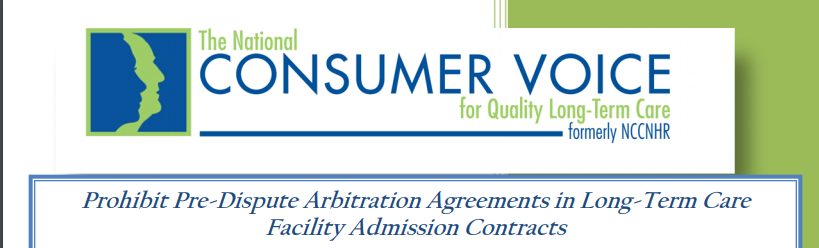 The National
CONSUMER VOICE
for Quality Long-Term Care
formerly NCCNHR
Prohibit Pre-Dispute Arbitration Agreements in Long-Term Care
Facility Admission Contracts